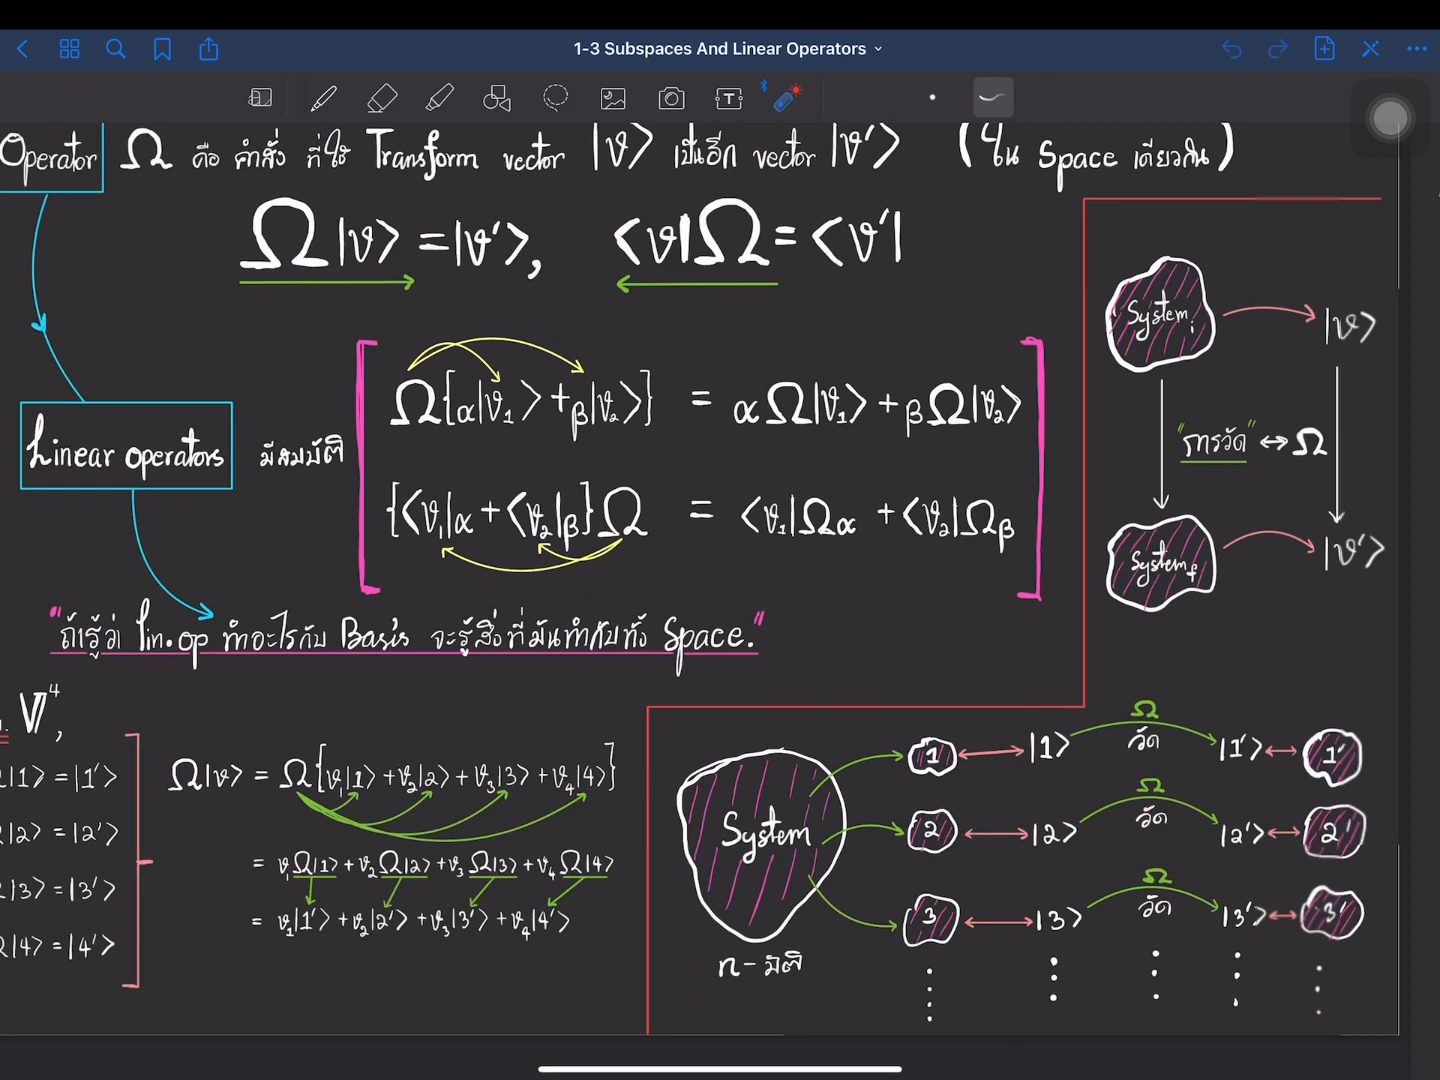 1-3 Subspaces And Linear Operators
Operator Ω คือ คำสั่ง ที่ใช้ Transform vector |v⟩ เป็นอีก vector |v'⟩ (ใน Space เดียวกัน)
Ω|v⟩ = |v'⟩, ⟨v|Ω = ⟨v'|
System i
|v⟩
Ω{α|v₁⟩ + β|v₂⟩} = αΩ|v₁⟩ + βΩ|v₂⟩
"การวัด" ↔ Ω
Linear operators มีสมบัติ
{⟨v₁|α + ⟨v₂|β}Ω = ⟨v₁|Ωα + ⟨v₂|Ωβ
System f
|v'⟩
"ถ้ารู้ว่า lin.op ทำอะไรกับ Basis จะรู้สิ่งที่มันทำกับทั้ง Space."
𝕍⁴,
Ω|1⟩ = |1'⟩
Ω|2⟩ = |2'⟩
Ω|3⟩ = |3'⟩
Ω|4⟩ = |4'⟩
Ω|v⟩ = Ω{v₁|1⟩ + v₂|2⟩ + v₃|3⟩ + v₄|4⟩}
= v₁Ω|1⟩ + v₂Ω|2⟩ + v₃Ω|3⟩ + v₄Ω|4⟩
= v₁|1'⟩ + v₂|2'⟩ + v₃|3'⟩ + v₄|4'⟩
System
n-มิติ
1 ↔ |1⟩ Ω วัด |1'⟩ ↔ 1'
2 ↔ |2⟩ Ω วัด |2'⟩ ↔ 2'
3 ↔ |3⟩ Ω วัด |3'⟩ ↔ 3'